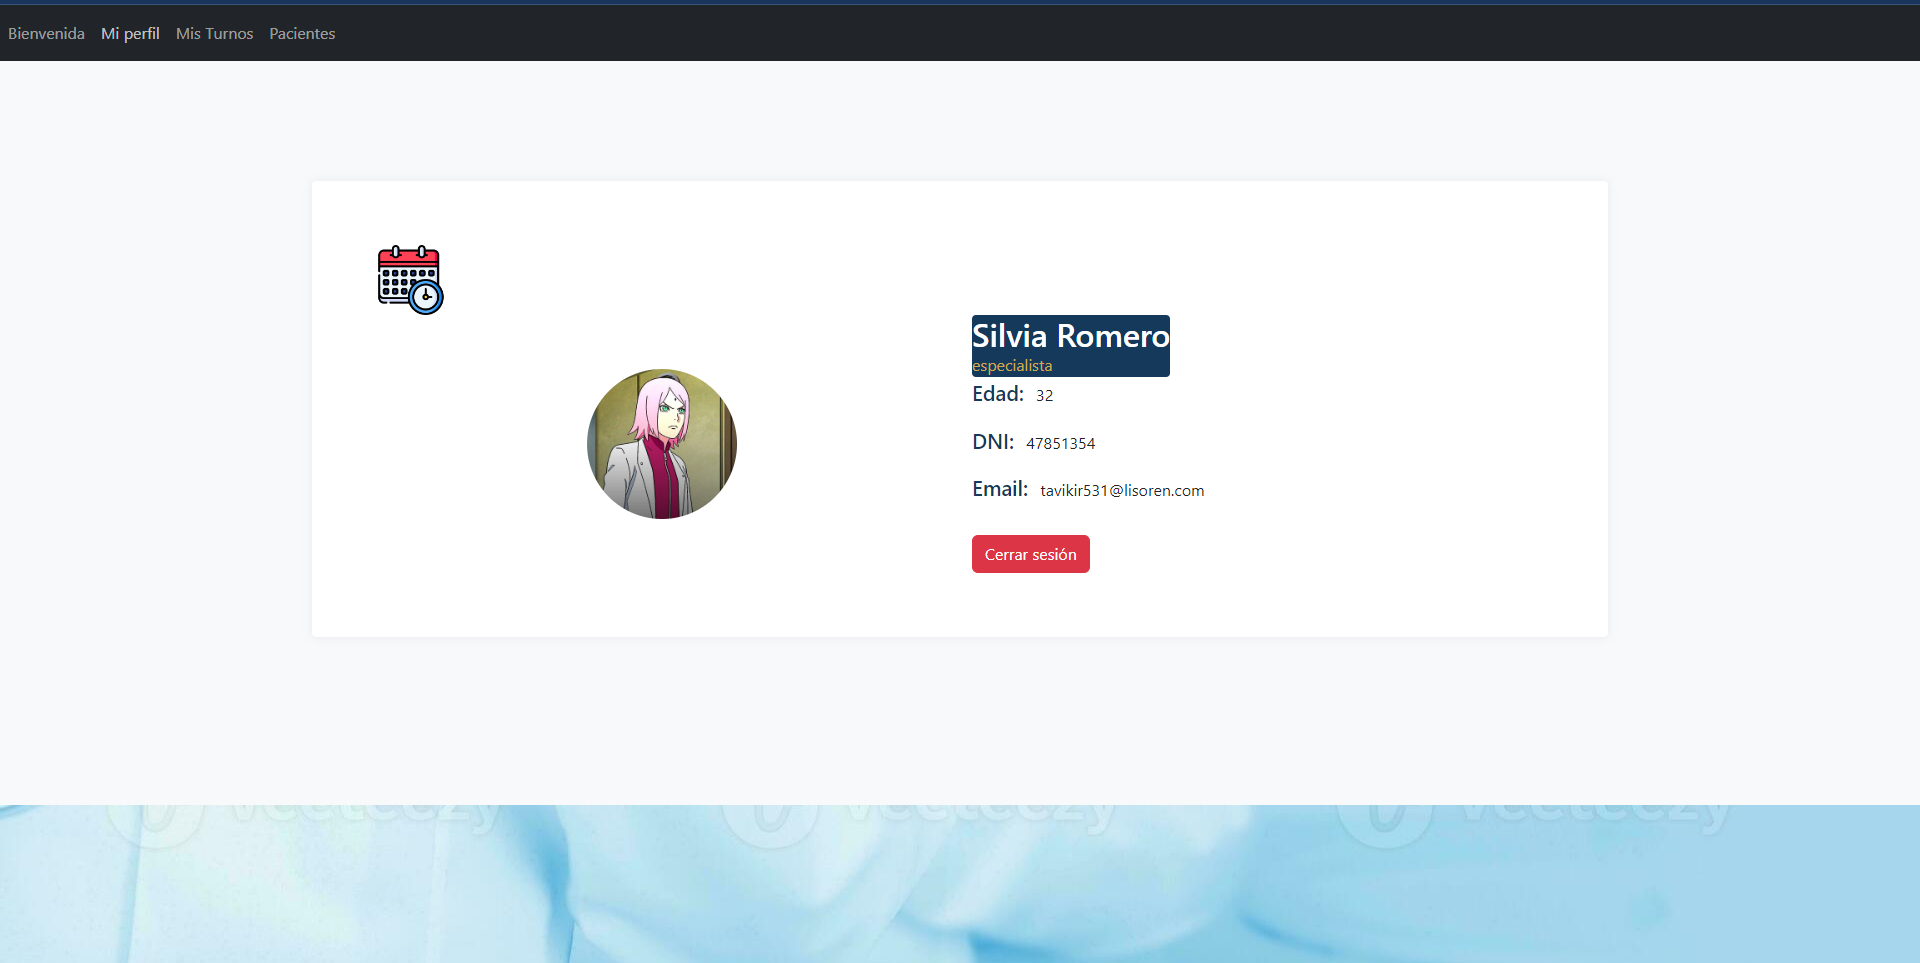 Bienvenida Mi perfil Mis Turnos Pacientes
Silvia Romero
especialista
Edad: 32
DNI: 47851354
Email: tavikir531@lisoren.com
Cerrar sesión
vecteezy vecteezy vecteezy